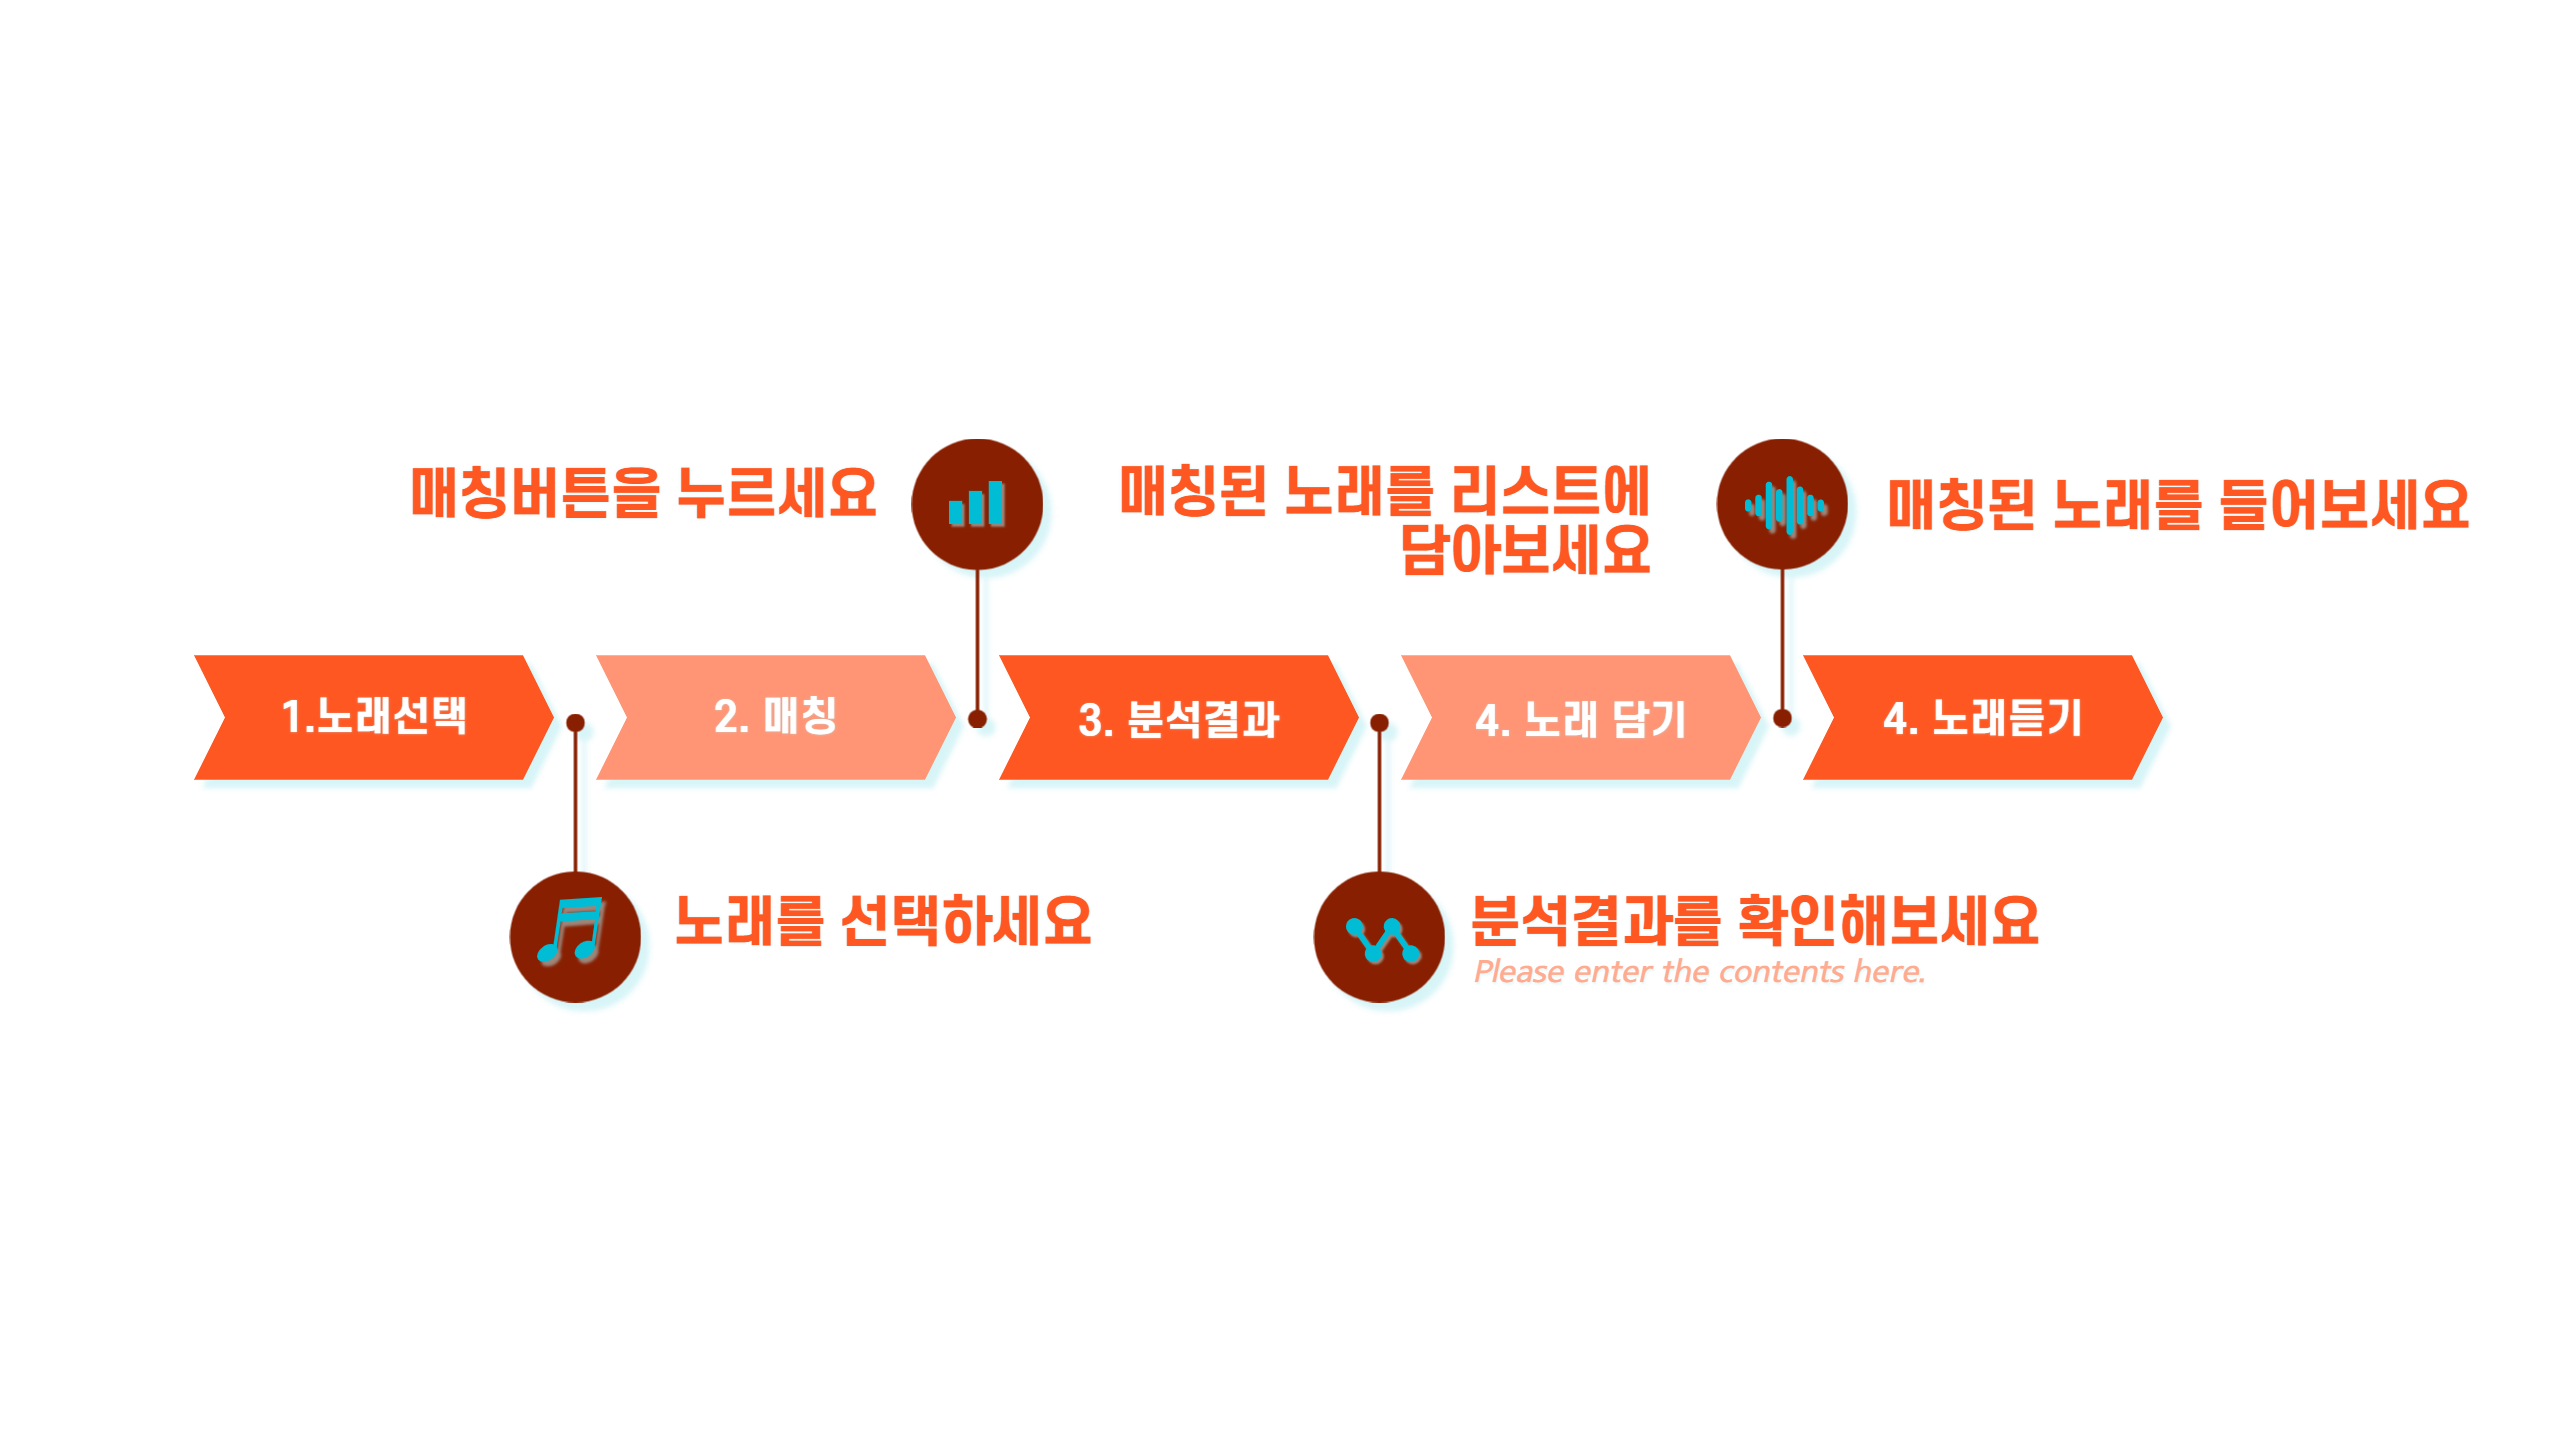 매칭버튼을 누르세요
매칭된 노래를 리스트에
담아보세요
매칭된 노래를 들어보세요
1.노래선택
2. 매칭
3. 분석결과
4. 노래 담기
4. 노래듣기
노래를 선택하세요
분석결과를 확인해보세요
Please enter the contents here.